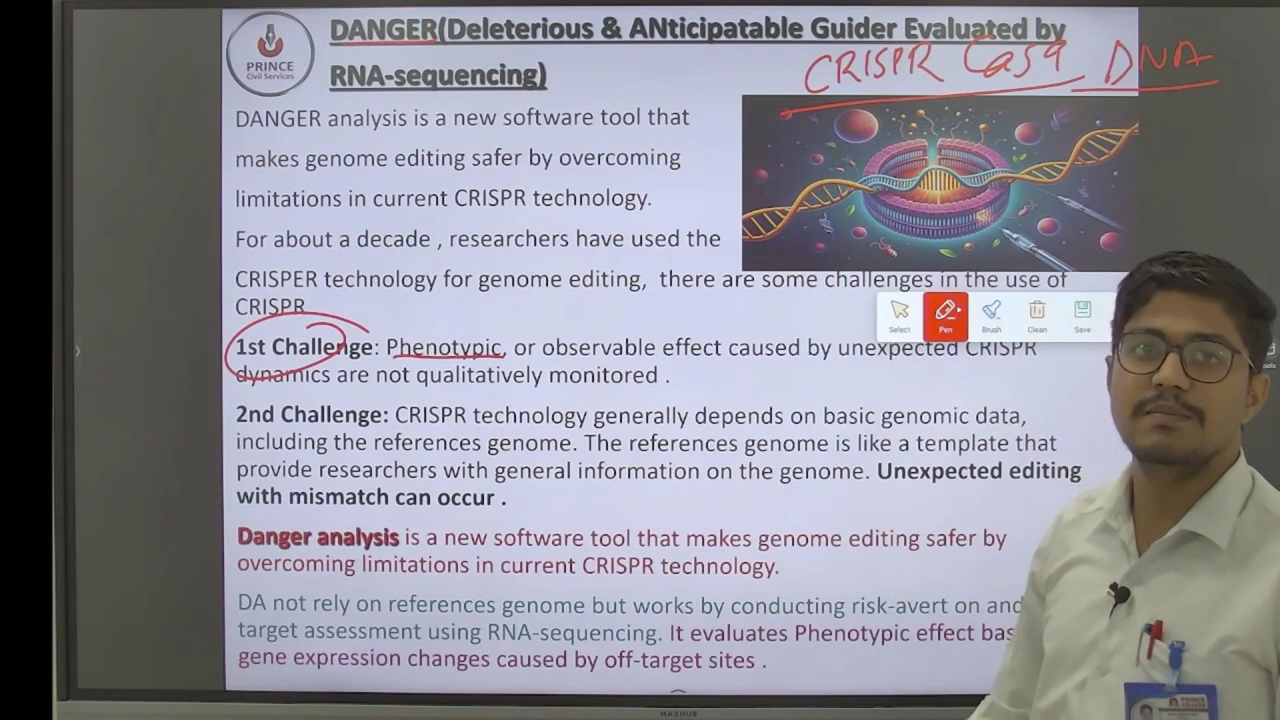 DANGER(Deleterious & ANticipatable Guider Evaluated by
RNA-sequencing)
PRINCE
Civil Services
CRISPR Cas9 DNA
DANGER analysis is a new software tool that
makes genome editing safer by overcoming
limitations in current CRISPR technology.
For about a decade , researchers have used the
CRISPER technology for genome editing, there are some challenges in the use of
CRISPR
Select
Pen
Brush
Clean
Save
1st Challenge: Phenotypic, or observable effect caused by unexpected CRISPR
dynamics are not qualitatively monitored .
2nd Challenge: CRISPR technology generally depends on basic genomic data,
including the references genome. The references genome is like a template that
provide researchers with general information on the genome. Unexpected editing
with mismatch can occur .
Danger analysis is a new software tool that makes genome editing safer by
overcoming limitations in current CRISPR technology.
DA not rely on references genome but works by conducting risk-avert on and
target assessment using RNA-sequencing. It evaluates Phenotypic effect bas
gene expression changes caused by off-target sites .
MAXHUB
PRINCE